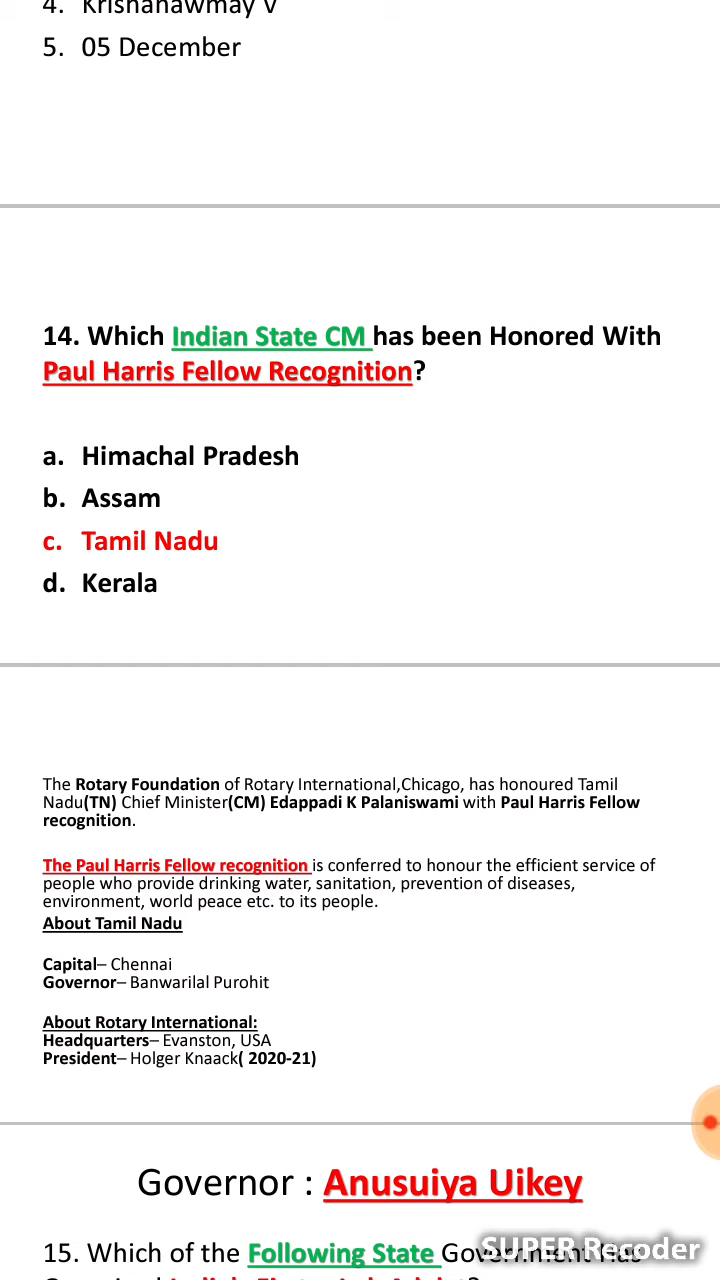 4. Krishanawmay V
5. 05 December
14. Which Indian State CM has been Honored With
Paul Harris Fellow Recognition?
a. Himachal Pradesh
b. Assam
c. Tamil Nadu
d. Kerala
The Rotary Foundation of Rotary International,Chicago, has honoured Tamil
Nadu(TN) Chief Minister(CM) Edappadi K Palaniswami with Paul Harris Fellow
recognition.
The Paul Harris Fellow recognition is conferred to honour the efficient service of
people who provide drinking water, sanitation, prevention of diseases,
environment, world peace etc. to its people.
About Tamil Nadu
Capital– Chennai
Governor– Banwarilal Purohit
About Rotary International:
Headquarters– Evanston, USA
President– Holger Knaack( 2020-21)
Governor : Anusuiya Uikey
15. Which of the Following State Government Has
SUPER Recoder